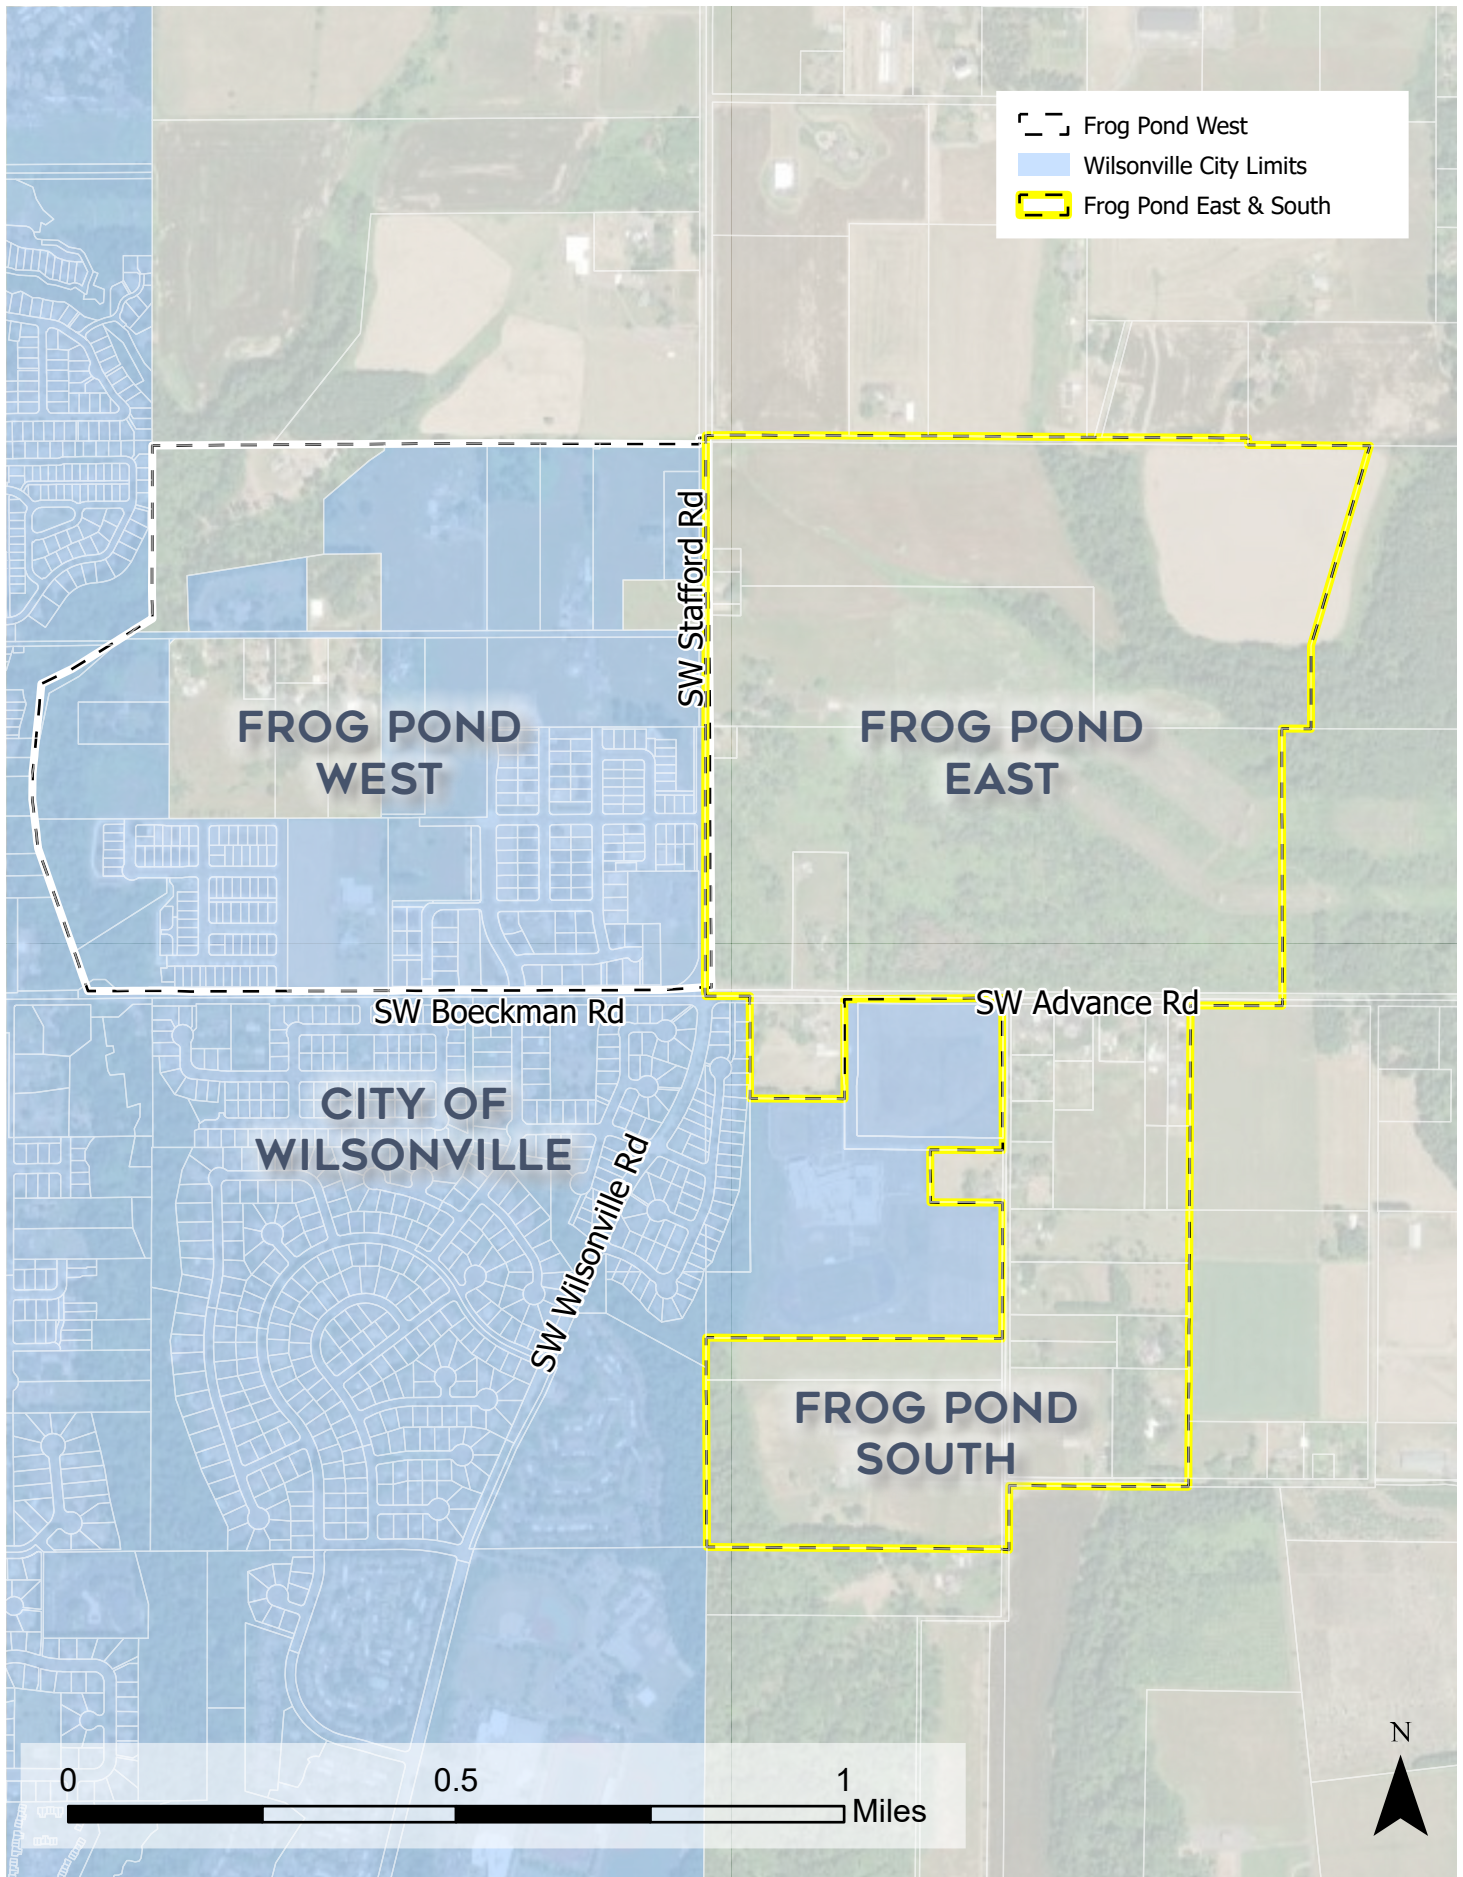 Frog Pond West
Wilsonville City Limits
Frog Pond East & South
SW Stafford Rd
FROG POND
WEST
FROG POND
EAST
SW Boeckman Rd
SW Advance Rd
CITY OF
WILSONVILLE
SW Wilsonville Rd
FROG POND
SOUTH
N
0 0.5 1
Miles